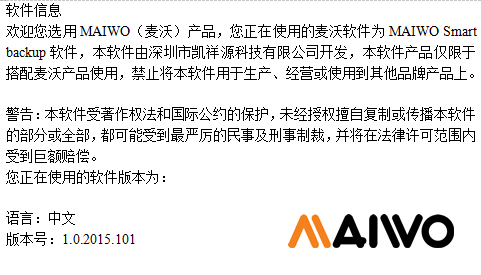 软件信息
欢迎您选用MAIWO（麦沃）产品，您正在使用的麦沃软件为 MAIWO Smart
backup 软件，本软件由深圳市凯祥源科技有限公司开发，本软件产品仅限于
搭配麦沃产品使用，禁止将本软件用于生产、经营或使用到其他品牌产品上。
警告：本软件受著作权法和国际公约的保护，未经授权擅自复制或传播本软件
的部分或全部，都可能受到最严厉的民事及刑事制裁，并将在法律许可范围内
受到巨额赔偿。
您正在使用的软件版本为：
语言：中文
版本号：1.0.2015.101
MAIWO